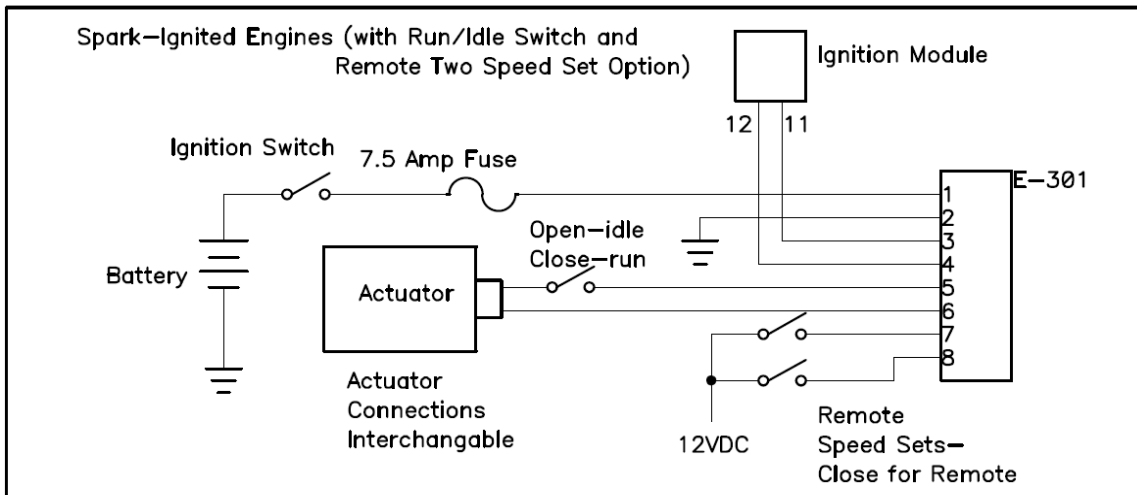 Spark-Ignited Engines (with Run/Idle Switch and
Remote Two Speed Set Option)
Ignition Module
12 11
Ignition Switch
7.5 Amp Fuse
E-301
1
2
3
4
5
6
7
8
Open-idle
Close-run
Battery
Actuator
Actuator
Connections
Interchangable
12VDC
Remote
Speed Sets-
Close for Remote